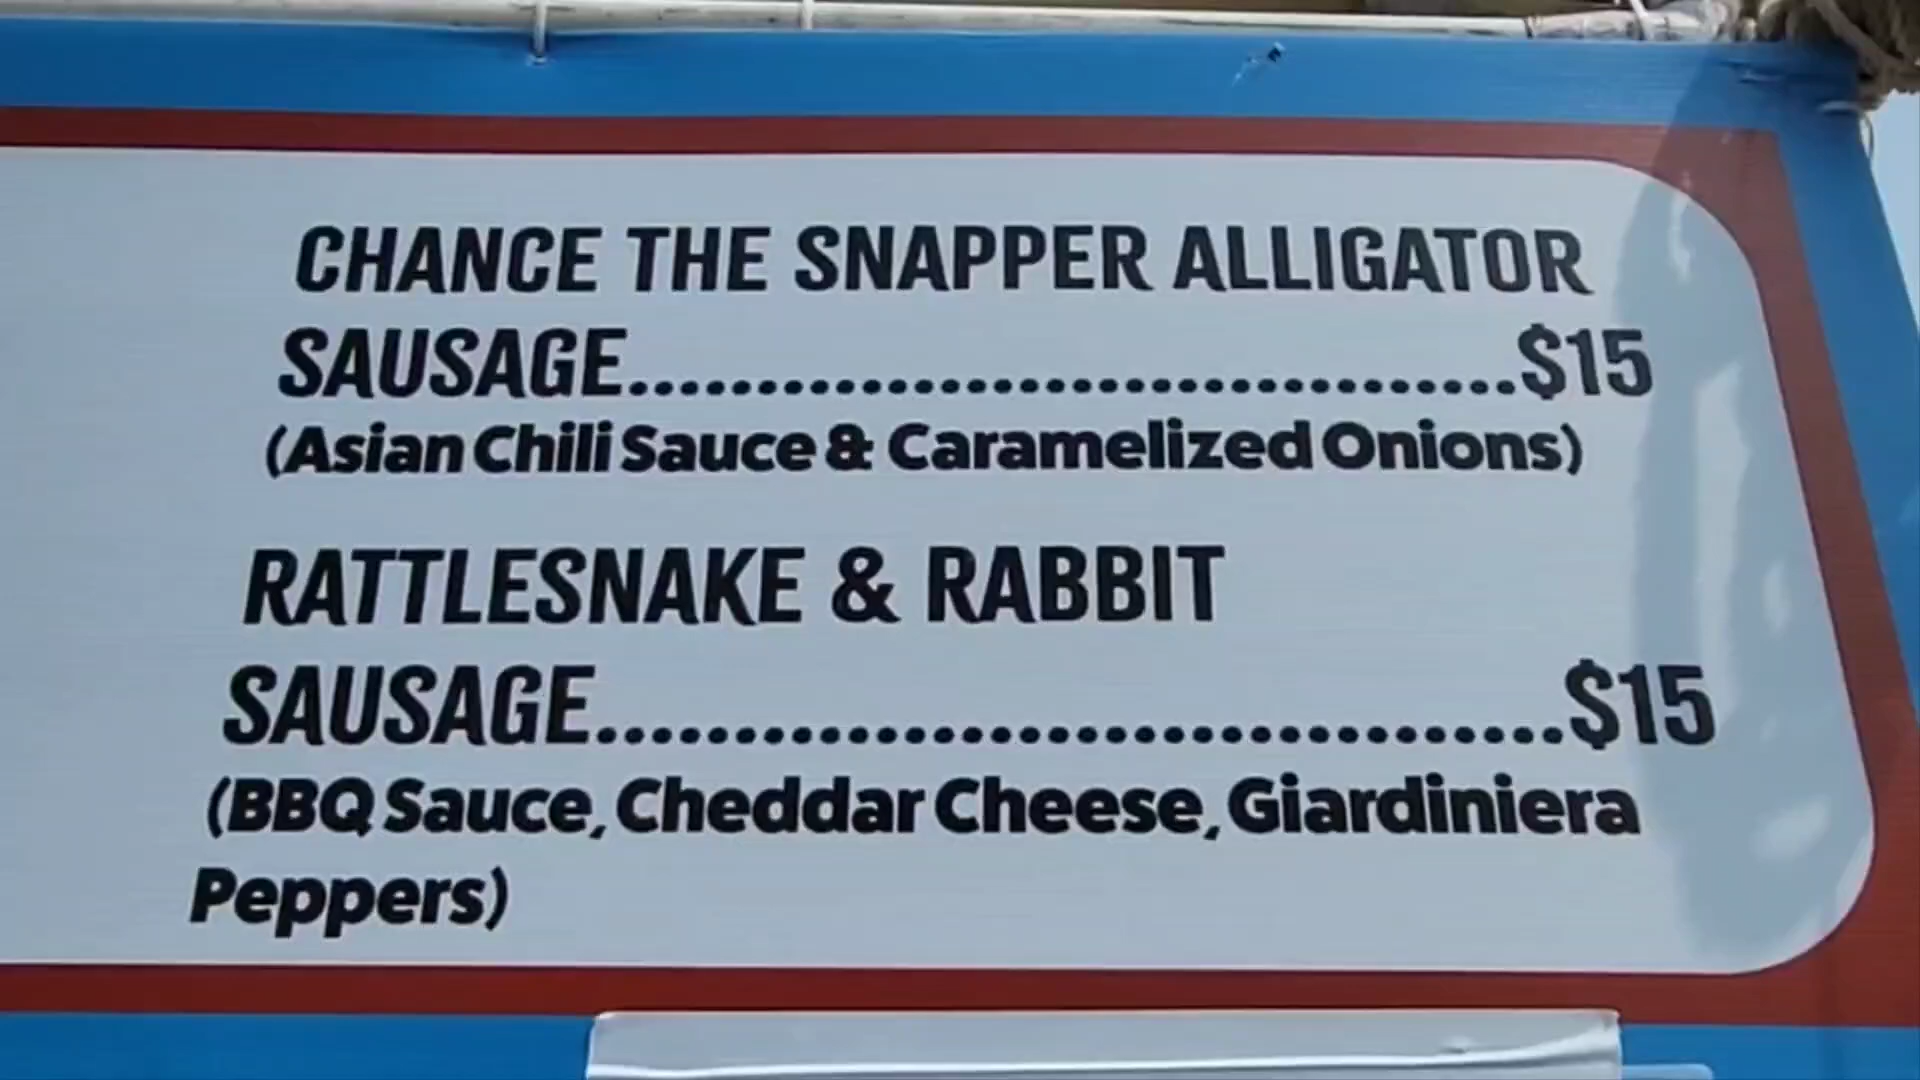 CHANCE THE SNAPPER ALLIGATOR
SAUSAGE..................................$15
(Asian Chili Sauce & Caramelized Onions)
RATTLESNAKE & RABBIT
SAUSAGE..................................$15
(BBQ Sauce, Cheddar Cheese, Giardiniera
Peppers)